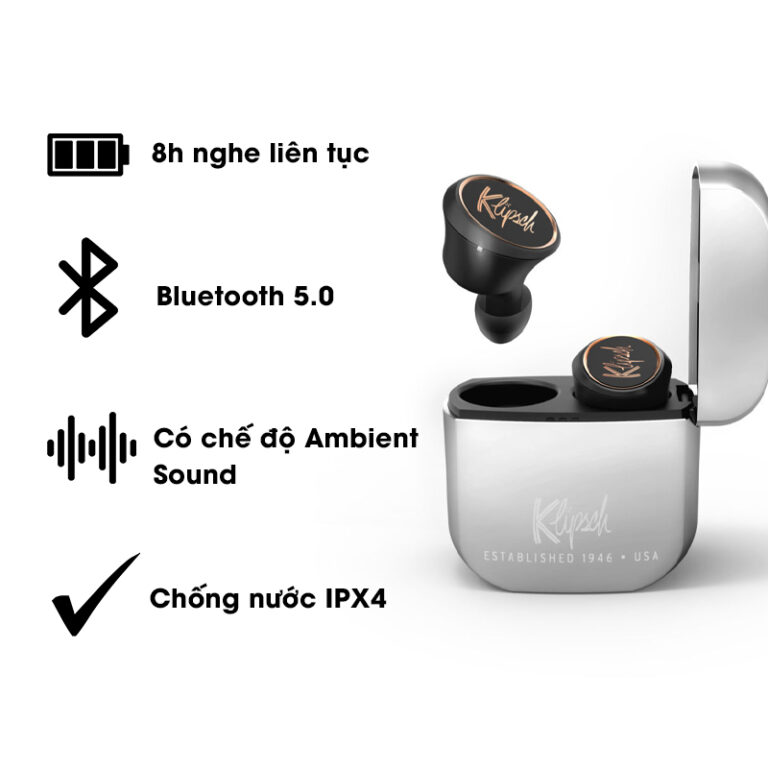 8h nghe liên tục
Bluetooth 5.0
Có chế độ Ambient
Sound
Chống nước IPX4
Klipsch
Klipsch
Klipsch
ESTABLISHED 1946 • USA